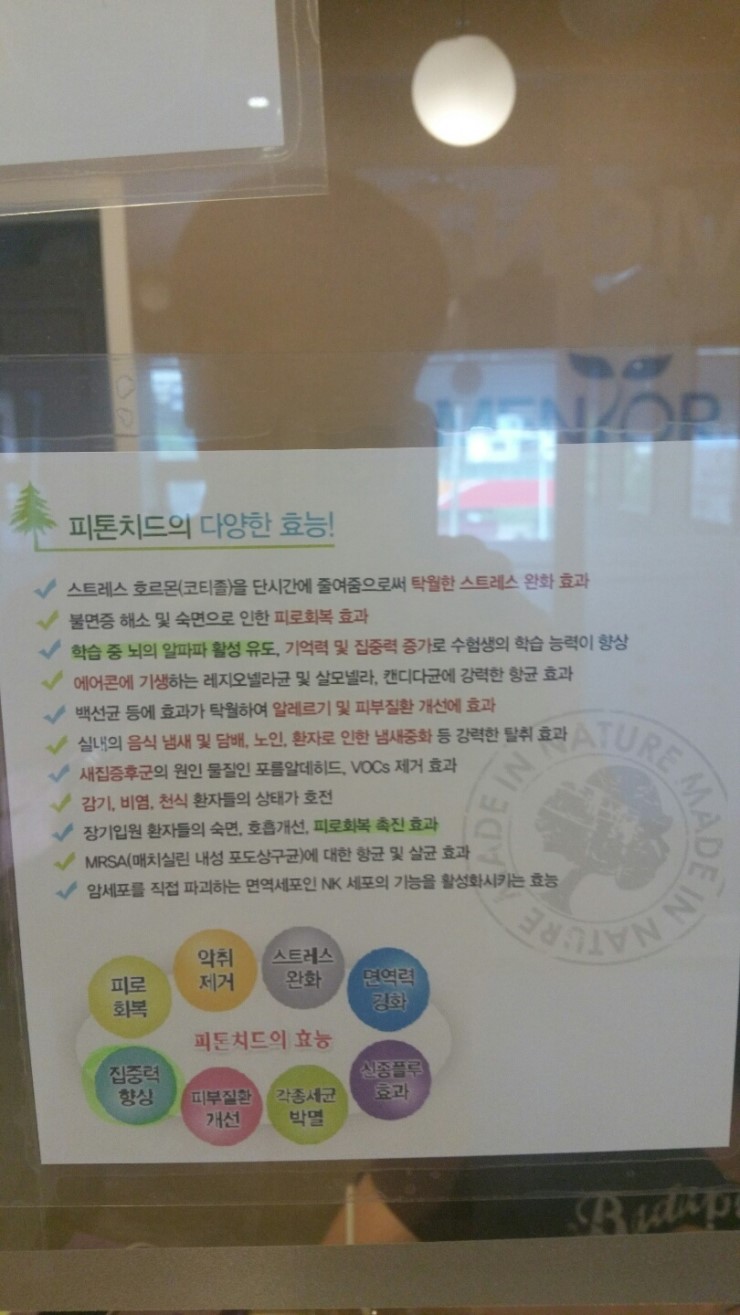 MENTOR
피톤치드의 다양한 효능!
스트레스 호르몬(코티졸)을 단시간에 줄여줌으로써 탁월한 스트레스 완화 효과
불면증 해소 및 숙면으로 인한 피로회복 효과
학습 중 뇌의 알파파 활성 유도, 기억력 및 집중력 증가로 수험생의 학습 능력이 향상
에어콘에 기생하는 레지오넬라균 및 살모넬라, 캔디다균에 강력한 항균 효과
백선균 등에 효과가 탁월하여 알레르기 및 피부질환 개선에 효과
실내의 음식 냄새 및 담배, 노인, 환자로 인한 냄새중화 등 강력한 탈취 효과
새집증후군의 원인 물질인 포름알데히드, VOCs 제거 효과
감기, 비염, 천식 환자들의 상태가 호전
장기입원 환자들의 숙면, 호흡개선, 피로회복 촉진 효과
MRSA(매치실린 내성 포도상구균)에 대한 항균 및 살균 효과
암세포를 직접 파괴하는 면역세포인 NK 세포의 기능을 활성화시키는 효능
MADE IN NATURE MADE IN NATURE
피로
회복
악취
제거
스트레스
완화
면역력
강화
피톤치드의 효능
집중력
향상
피부질환
개선
각종세균
박멸
신종플루
효과